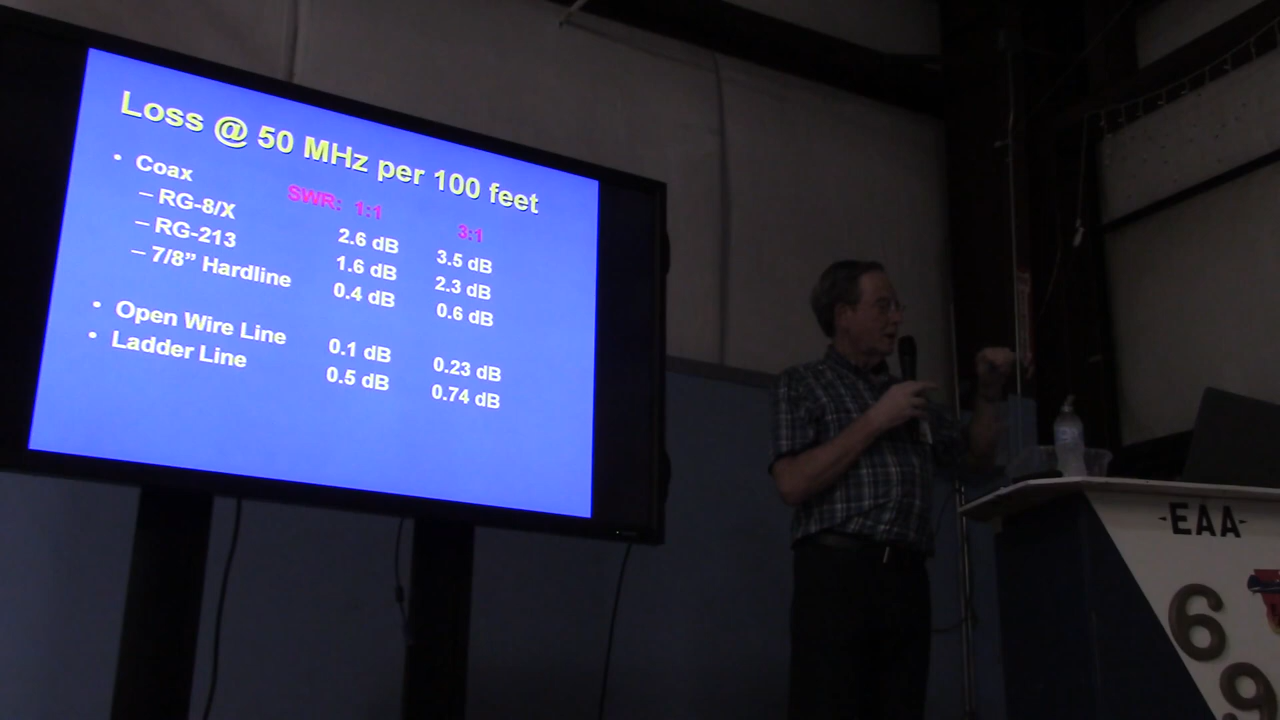 Loss @ 50 MHz per 100 feet
• Coax SWR: 1:1 3:1
– RG-8/X 2.6 dB 3.5 dB
– RG-213 1.6 dB 2.3 dB
– 7/8” Hardline 0.4 dB 0.6 dB
• Open Wire Line 0.1 dB 0.23 dB
• Ladder Line 0.5 dB 0.74 dB
-EAA-
69